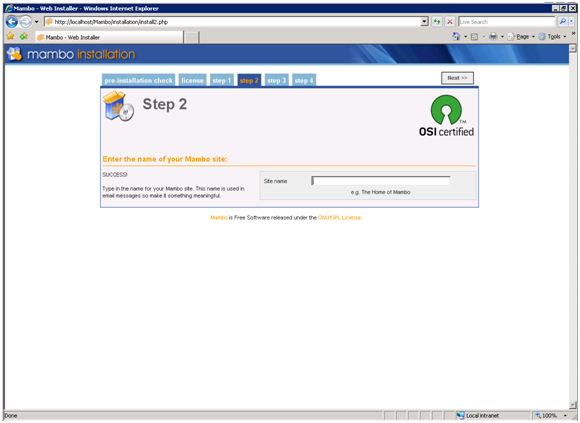 Mambo - Web Installer - Windows Internet Explorer
http://localhost/Mambo/installation/install2.php
Live Search
Mambo - Web Installer
Page
Tools
mambo installation
pre-installation check license step 1 step 2 step 3 step 4
Next >>
Step 2
TM
OSI certified
Enter the name of your Mambo site:
SUCCESS!
Type in the name for your Mambo site. This name is used in
email messages so make it something meaningful.
Site name
e.g. The Home of Mambo
Mambo is Free Software released under the GNU/GPL License.
Done
Local intranet
100%